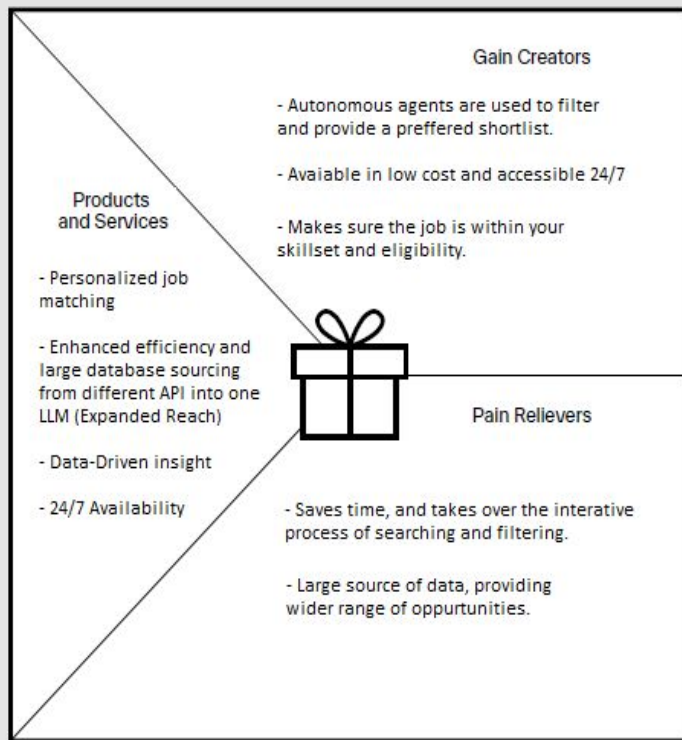 Gain Creators
- Autonomous agents are used to filter
and provide a preffered shortlist.
- Avaiable in low cost and accessible 24/7
- Makes sure the job is within your
skillset and eligibility.
Products
and Services
- Personalized job
matching
- Enhanced efficiency and
large database sourcing
from different API into one
LLM (Expanded Reach)
- Data-Driven insight
- 24/7 Availability
Pain Relievers
- Saves time, and takes over the interative
process of searching and filtering.
- Large source of data, providing
wider range of oppurtunities.